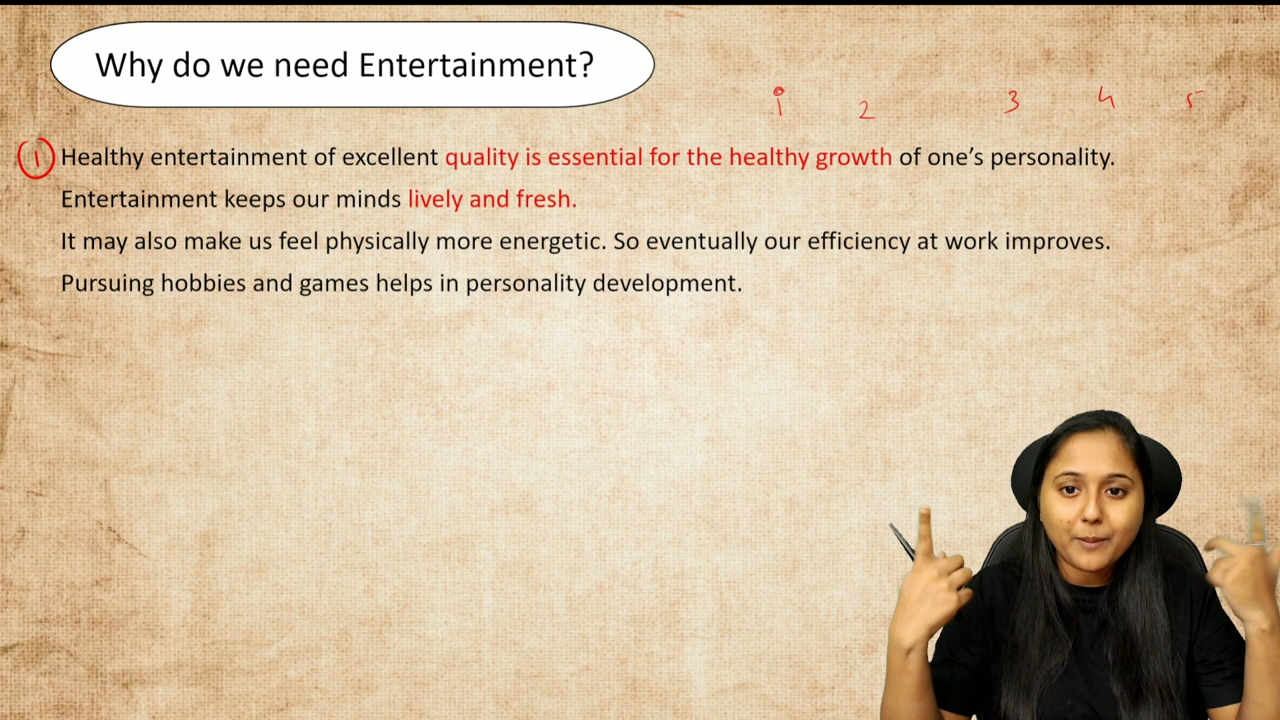 Why do we need Entertainment?
1 2 3 4 5
1 Healthy entertainment of excellent quality is essential for the healthy growth of one’s personality.
Entertainment keeps our minds lively and fresh.
It may also make us feel physically more energetic. So eventually our efficiency at work improves.
Pursuing hobbies and games helps in personality development.